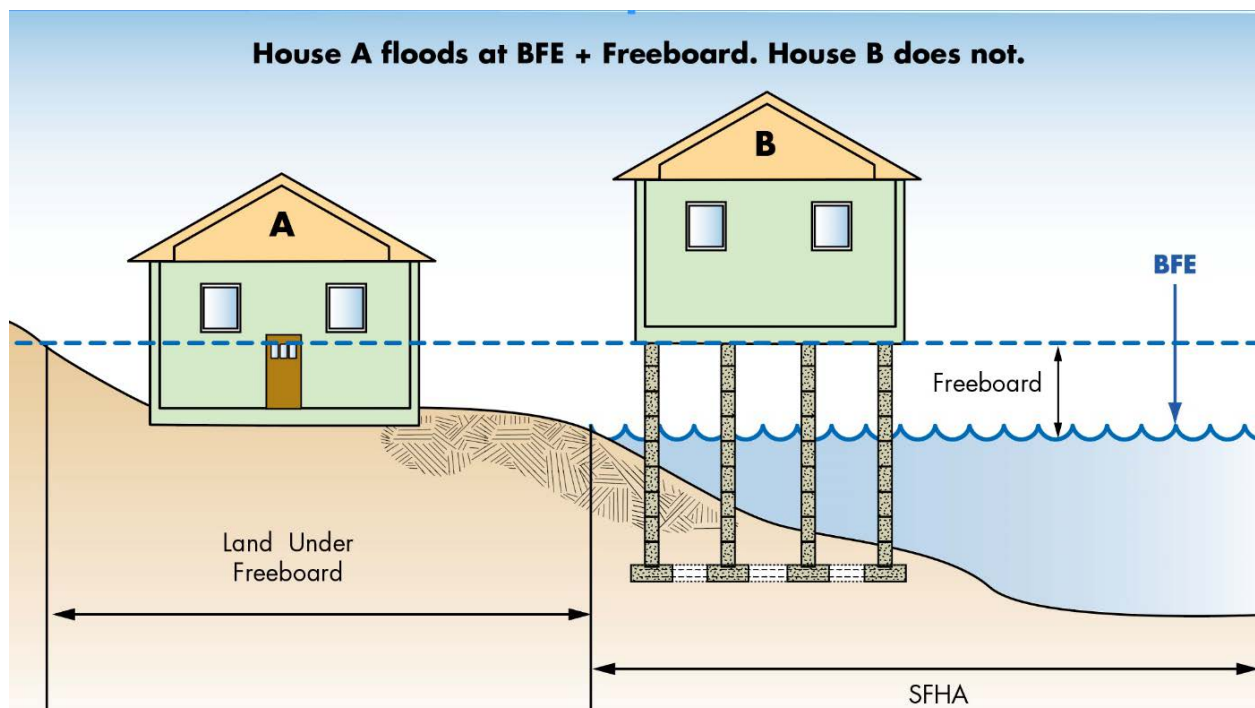 House A floods at BFE + Freeboard. House B does not.
B
A
BFE
Freeboard
Land Under
Freeboard
SFHA